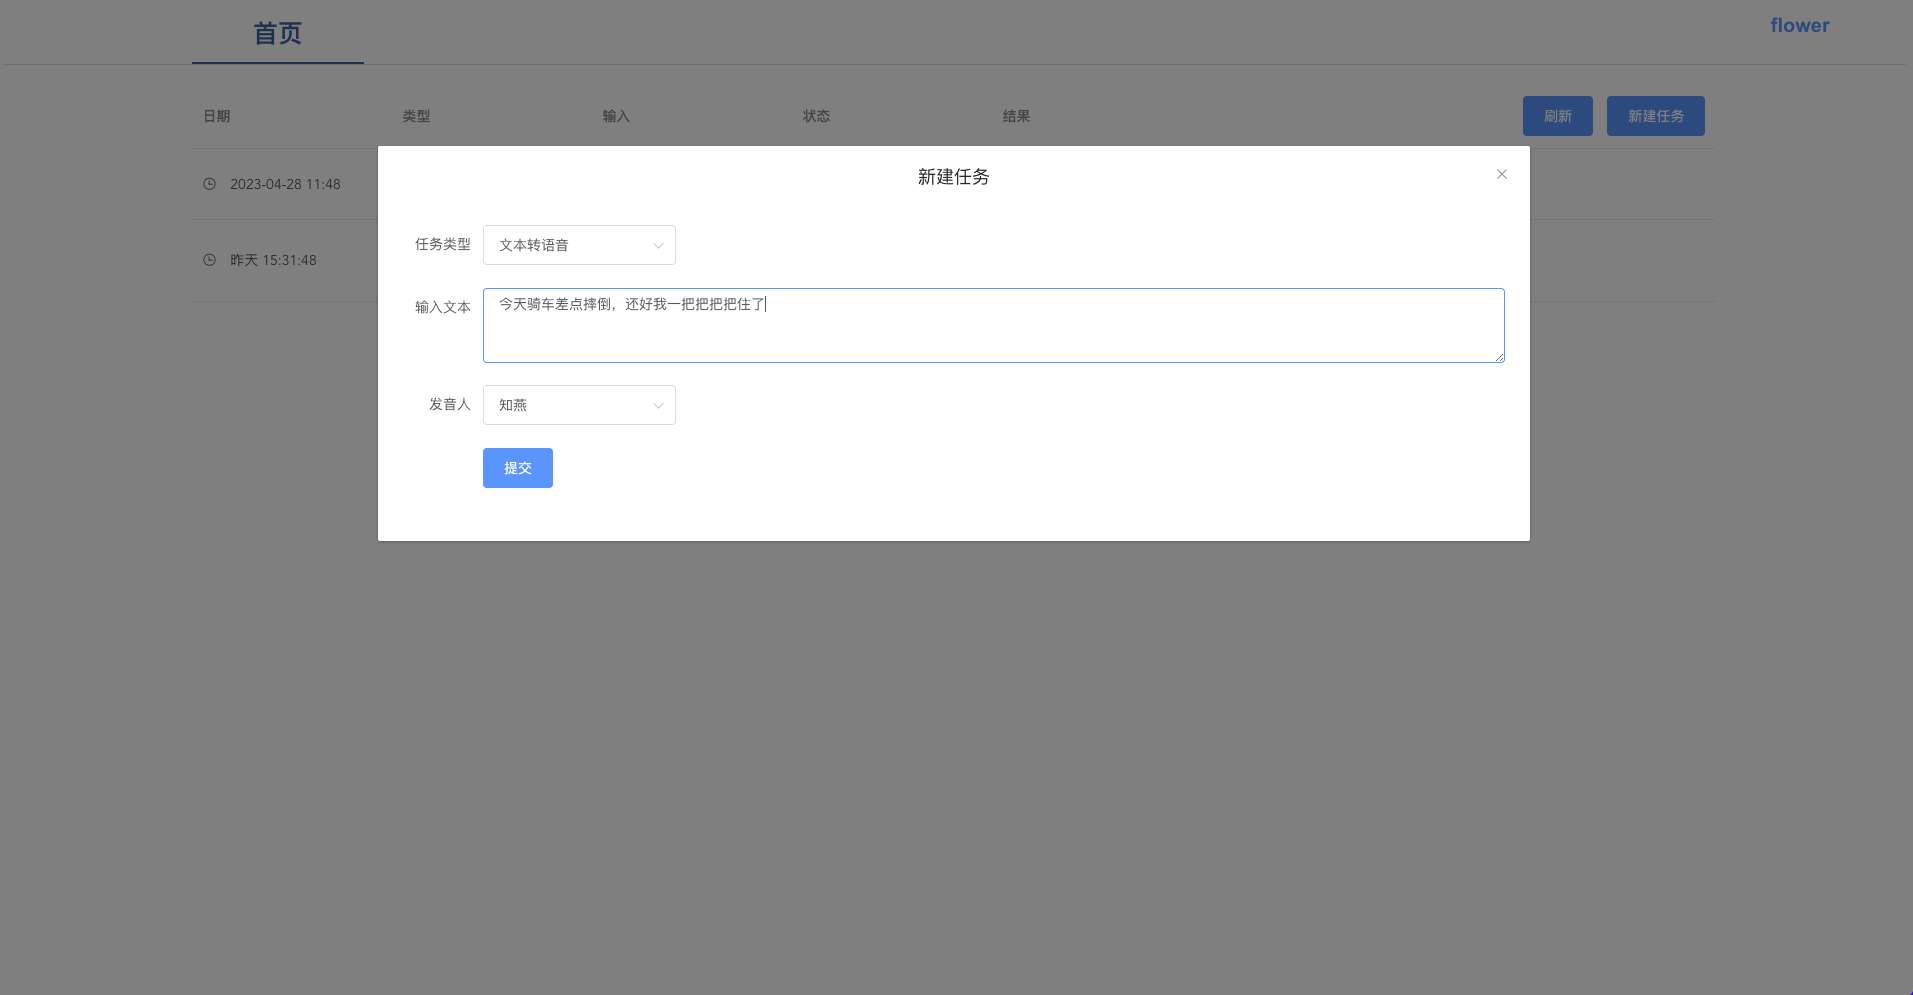 首页
flower
日期 类型 输入 状态 结果 刷新 新建任务
2023-04-28 11:48
昨天 15:31:48
新建任务
任务类型 文本转语音
输入文本 今天骑车差点摔倒，还好我一把把把把住了
发音人 知燕
提交